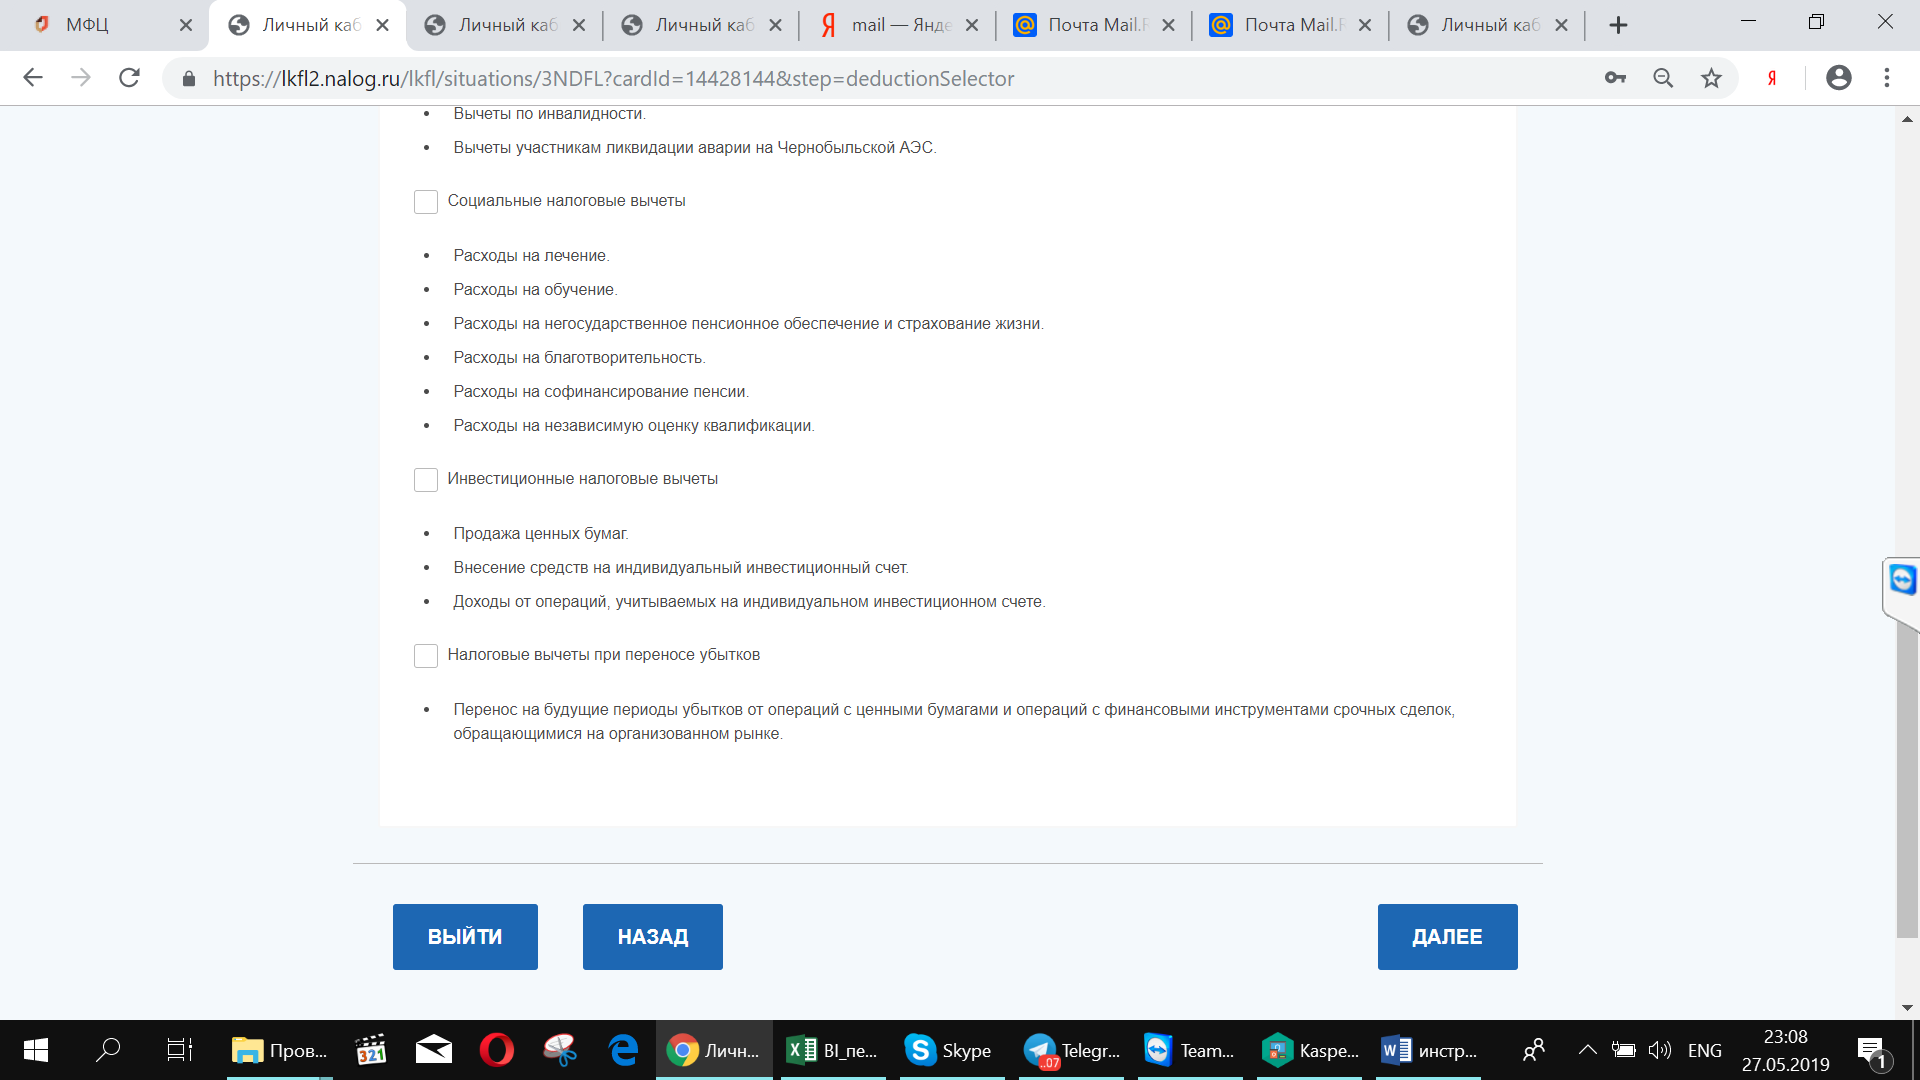 МФЦ
Личный каб
Личный каб
Личный каб
mail — Янде
Почта Mail.R
Почта Mail.R
Личный каб
https://lkfl2.nalog.ru/lkfl/situations/3NDFL?cardId=14428144&step=deductionSelector
Вычеты по инвалидности.
Вычеты участникам ликвидации аварии на Чернобыльской АЭС.
Социальные налоговые вычеты
Расходы на лечение.
Расходы на обучение.
Расходы на негосударственное пенсионное обеспечение и страхование жизни.
Расходы на благотворительность.
Расходы на софинансирование пенсии.
Расходы на независимую оценку квалификации.
Инвестиционные налоговые вычеты
Продажа ценных бумаг.
Внесение средств на индивидуальный инвестиционный счет.
Доходы от операций, учитываемых на индивидуальном инвестиционном счете.
Налоговые вычеты при переносе убытков
Перенос на будущие периоды убытков от операций с ценными бумагами и операций с финансовыми инструментами срочных сделок,
обращающимися на организованном рынке.
ВЫЙТИ
НАЗАД
ДАЛЕЕ
Пров...
321
Личн...
BI_пе...
Skype
Telegr...
..07
Team...
Kaspe...
инстр...
ENG
23:08
27.05.2019
1